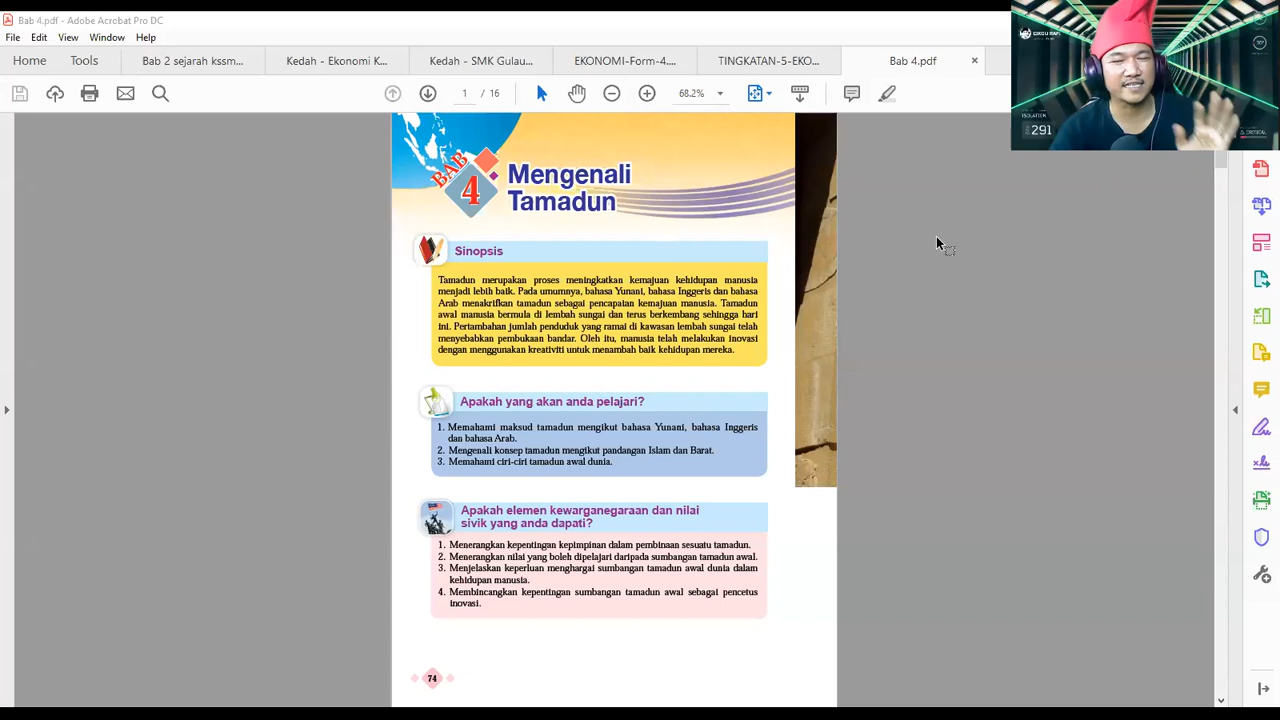 Bab 4.pdf - Adobe Acrobat Pro DC
File Edit View Window Help
Home Tools Bab 2 sejarah kssm... Kedah - Ekonomi K... Kedah - SMK Gulau... EKONOMI-Form-4.... TINGKATAN-5-EKO... Bab 4.pdf ×
1 / 16 68.2%
ISOLATION
291
CRITICAL
BAB
4
Mengenali
Tamadun
Sinopsis
Tamadun merupakan proses meningkatkan kemajuan kehidupan manusia
menjadi lebih baik. Pada umumnya, bahasa Yunani, bahasa Inggeris dan bahasa
Arab menakrifkan tamadun sebagai pencapaian kemajuan manusia. Tamadun
awal manusia bermula di lembah sungai dan terus berkembang sehingga hari
ini. Pertambahan jumlah penduduk yang ramai di kawasan lembah sungai telah
menyebabkan pembukaan bandar. Oleh itu, manusia telah melakukan inovasi
dengan menggunakan kreativiti untuk menambah baik kehidupan mereka.
Apakah yang akan anda pelajari?
1. Memahami maksud tamadun mengikut bahasa Yunani, bahasa Inggeris
dan bahasa Arab.
2. Mengenali konsep tamadun mengikut pandangan Islam dan Barat.
3. Memahami ciri-ciri tamadun awal dunia.
Apakah elemen kewarganegaraan dan nilai
sivik yang anda dapati?
1. Menerangkan kepentingan kepimpinan dalam pembinaan sesuatu tamadun.
2. Menerangkan nilai yang boleh dipelajari daripada sumbangan tamadun awal.
3. Menjelaskan keperluan menghargai sumbangan tamadun awal dunia dalam
kehidupan manusia.
4. Membincangkan kepentingan sumbangan tamadun awal sebagai pencetus
inovasi.
74